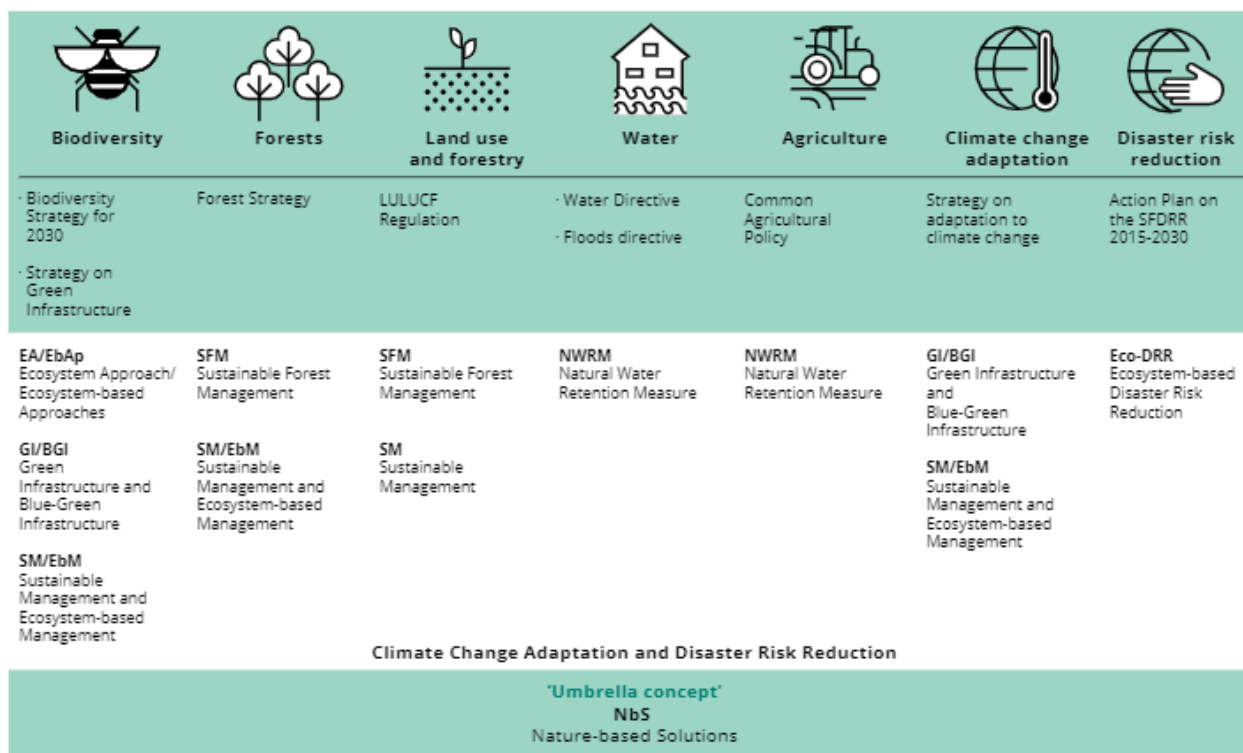 Biodiversity
Forests
Land use
and forestry
Water
Agriculture
Climate change
adaptation
Disaster risk
reduction
· Biodiversity
Strategy for
2030
· Strategy on
Green
Infrastructure
Forest Strategy
LULUCF
Regulation
· Water Directive
· Floods directive
Common
Agricultural
Policy
Strategy on
adaptation to
climate change
Action Plan on
the SFDRR
2015-2030
EA/EbAp
Ecosystem Approach/
Ecosystem-based
Approaches
GI/BGI
Green
Infrastructure and
Blue-Green
Infrastructure
SM/EbM
Sustainable
Management and
Ecosystem-based
Management
SFM
Sustainable Forest
Management
SM/EbM
Sustainable
Management and
Ecosystem-based
Management
SFM
Sustainable Forest
Management
SM
Sustainable
Management
NWRM
Natural Water
Retention Measure
NWRM
Natural Water
Retention Measure
GI/BGI
Green Infrastructure
and
Blue-Green
Infrastructure
SM/EbM
Sustainable
Management and
Ecosystem-based
Management
Eco-DRR
Ecosystem-based
Disaster Risk
Reduction
Climate Change Adaptation and Disaster Risk Reduction
'Umbrella concept'
NbS
Nature-based Solutions